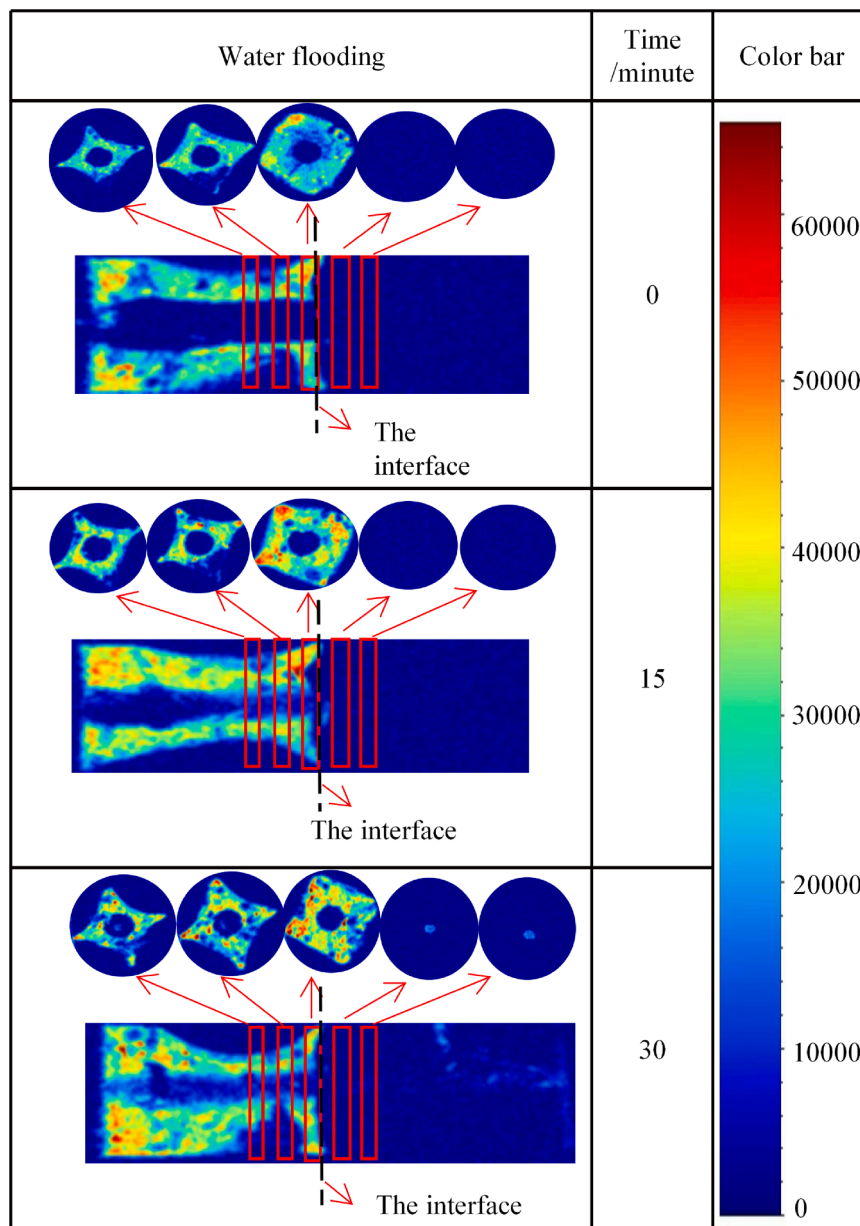 Water flooding
Time
/minute
Color bar
0
The
interface
15
The interface
30
The interface
60000
50000
40000
30000
20000
10000
0